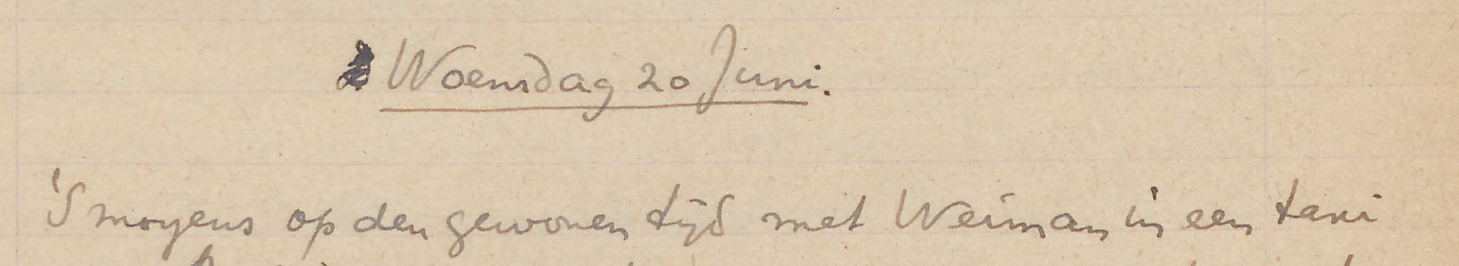 Woensdag 20 Juni.
'S morgens op den gewonen tijd met Weiman in een taxi